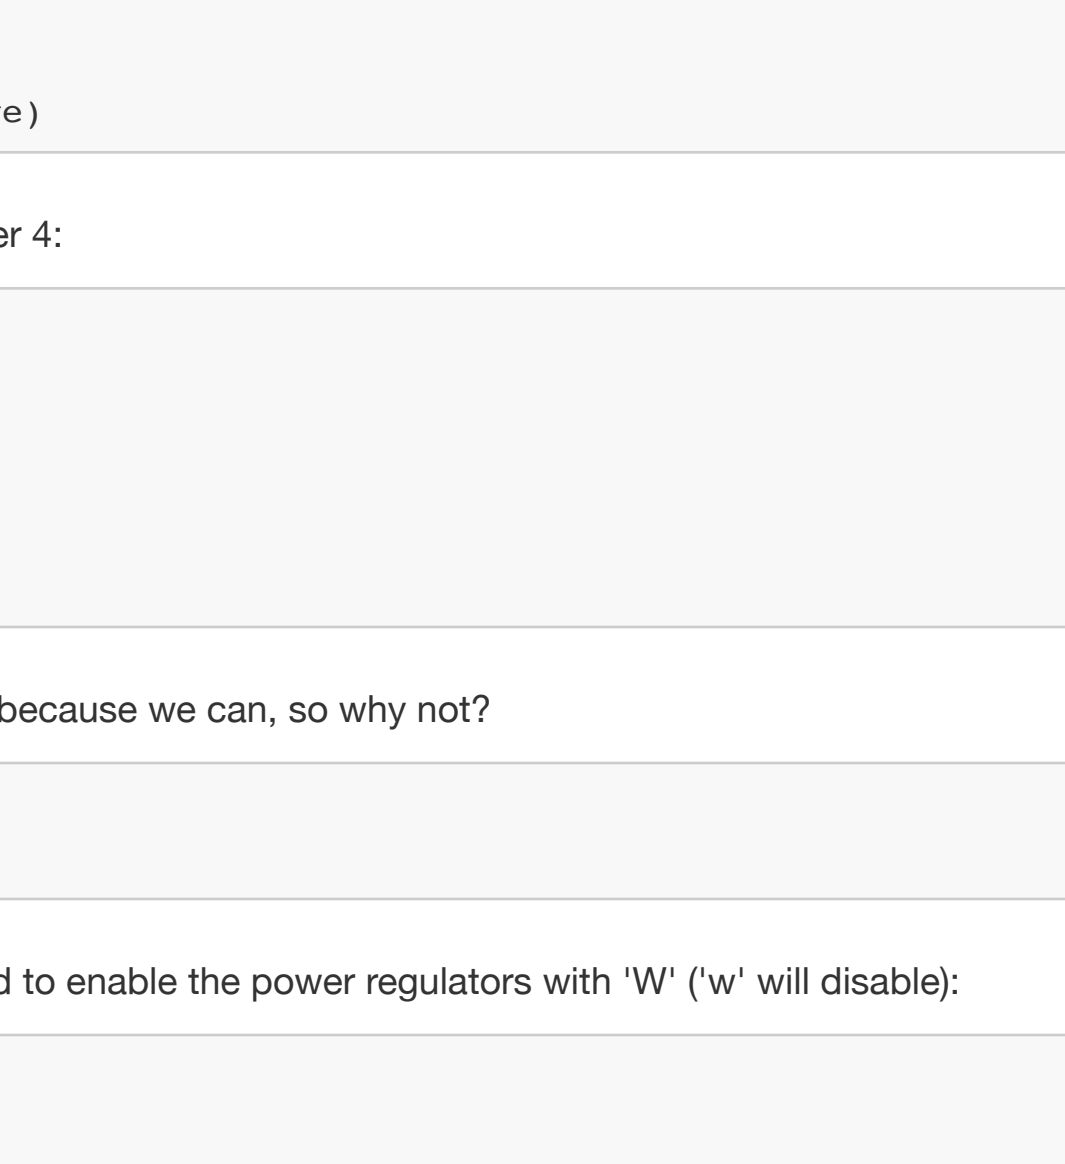 e)
er 4:
because we can, so why not?
d to enable the power regulators with 'W' ('w' will disable):